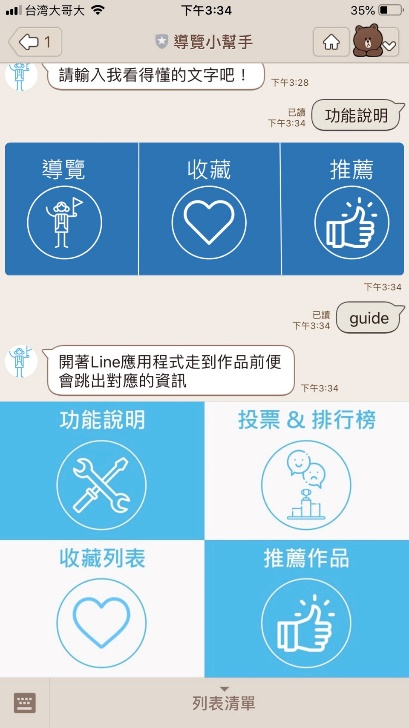 台湾大哥大 下午3:34 35%
1 導覽小幫手
請輸入我看得懂的文字吧！
下午3:28
已讀
下午3:34
功能說明
導覽 收藏 推薦
下午3:34
已讀
下午3:34
guide
開著Line應用程式走到作品前便
會跳出對應的資訊
下午3:34
功能說明 投票 & 排行榜
收藏列表 推薦作品
列表清單